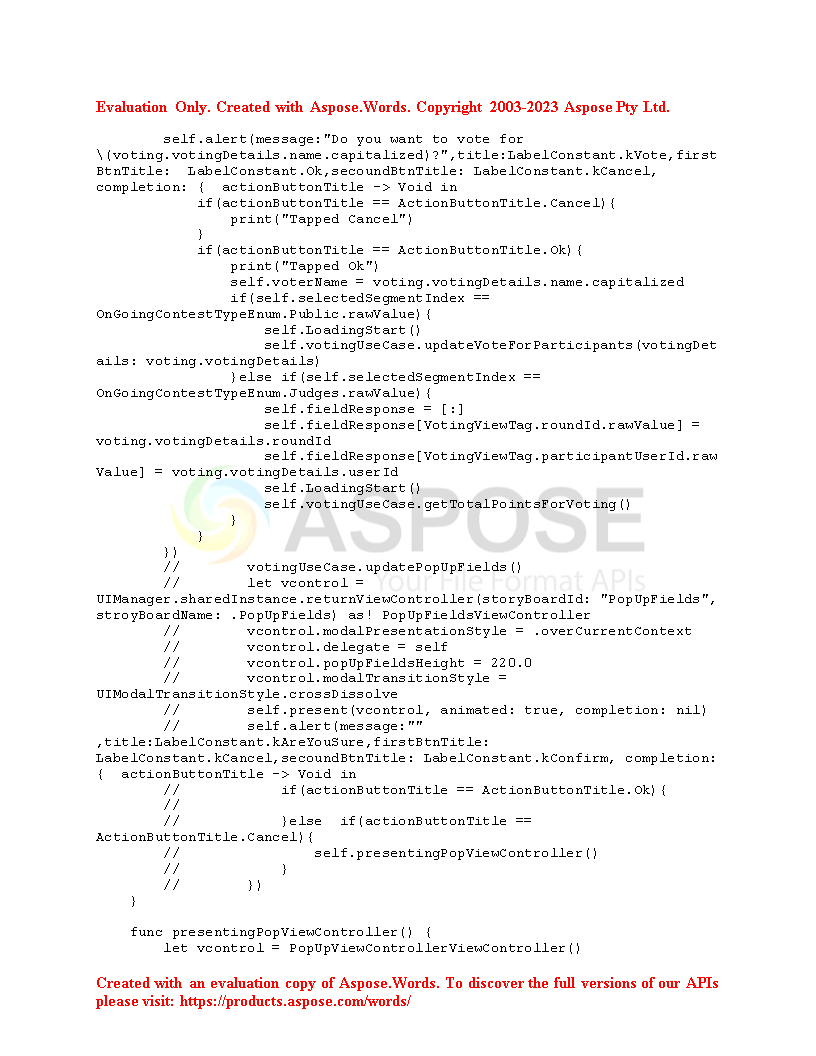 Evaluation Only. Created with Aspose.Words. Copyright 2003-2023 Aspose Pty Ltd.
        self.alert(message:"Do you want to vote for
\(voting.votingDetails.name.capitalized)?",title:LabelConstant.kVote,first
BtnTitle:  LabelConstant.Ok,secoundBtnTitle: LabelConstant.kCancel,
completion: {  actionButtonTitle -> Void in
            if(actionButtonTitle == ActionButtonTitle.Cancel){
                print("Tapped Cancel")
            }
            if(actionButtonTitle == ActionButtonTitle.Ok){
                print("Tapped Ok")
                self.voterName = voting.votingDetails.name.capitalized
                if(self.selectedSegmentIndex ==
OnGoingContestTypeEnum.Public.rawValue){
                    self.LoadingStart()
                    self.votingUseCase.updateVoteForParticipants(votingDet
ails: voting.votingDetails)
                }else if(self.selectedSegmentIndex ==
OnGoingContestTypeEnum.Judges.rawValue){
                    self.fieldResponse = [:]
                    self.fieldResponse[VotingViewTag.roundId.rawValue] =
voting.votingDetails.roundId
                    self.fieldResponse[VotingViewTag.participantUserId.raw
Value] = voting.votingDetails.userId
                    self.LoadingStart()
                    self.votingUseCase.getTotalPointsForVoting()
                }
            }
        })
        //        votingUseCase.updatePopUpFields()
        //        let vcontrol =
UIManager.sharedInstance.returnViewController(storyBoardId: "PopUpFields",
stroyBoardName: .PopUpFields) as! PopUpFieldsViewController
        //        vcontrol.modalPresentationStyle = .overCurrentContext
        //        vcontrol.delegate = self
        //        vcontrol.popUpFieldsHeight = 220.0
        //        vcontrol.modalTransitionStyle =
UIModalTransitionStyle.crossDissolve
        //        self.present(vcontrol, animated: true, completion: nil)
        //        self.alert(message:""
,title:LabelConstant.kAreYouSure,firstBtnTitle:
LabelConstant.kCancel,secoundBtnTitle: LabelConstant.kConfirm, completion:
{  actionButtonTitle -> Void in
        //            if(actionButtonTitle == ActionButtonTitle.Ok){
        //
        //            }else  if(actionButtonTitle ==
ActionButtonTitle.Cancel){
        //                self.presentingPopViewController()
        //            }
        //        })
    }
    func presentingPopViewController() {
        let vcontrol = PopUpViewControllerViewController()
ASPOSE
Your File Format APIs
Created with an evaluation copy of Aspose.Words. To discover the full versions of our APIs
please visit: https://products.aspose.com/words/